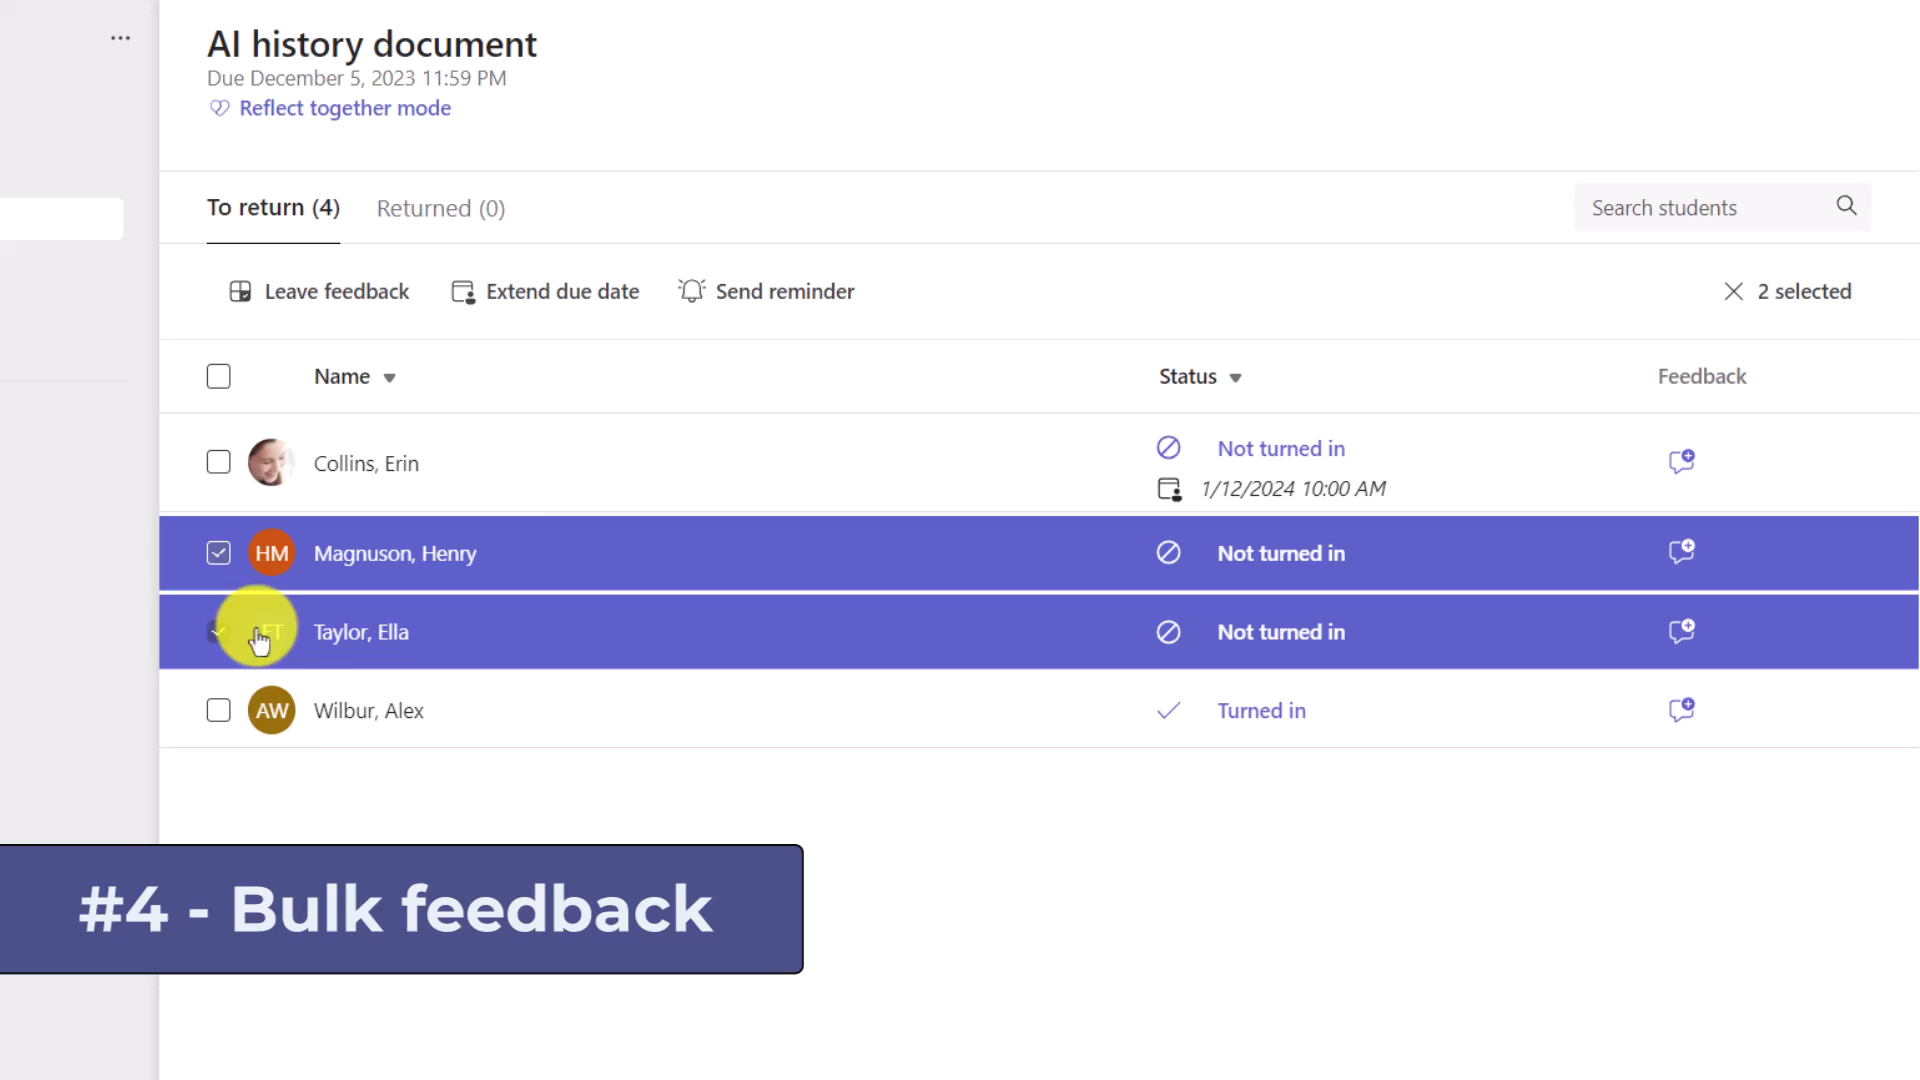 AI history document
Due December 5, 2023 11:59 PM
Reflect together mode
To return (4) Returned (0) Search students
Leave feedback Extend due date Send reminder 2 selected
Name Status Feedback
Collins, Erin Not turned in
1/12/2024 10:00 AM
HM Magnuson, Henry Not turned in
ET Taylor, Ella Not turned in
AW Wilbur, Alex Turned in
#4 - Bulk feedback